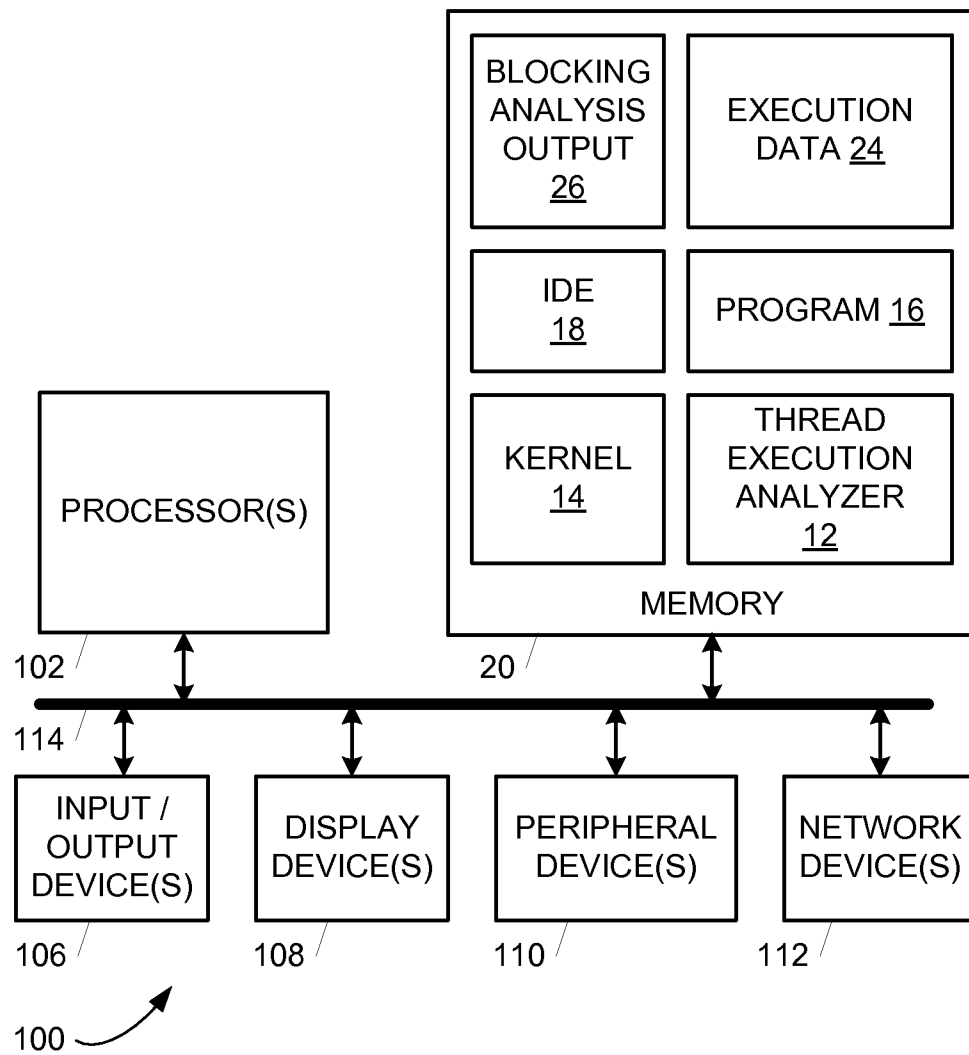 BLOCKING
ANALYSIS
OUTPUT
26
EXECUTION
DATA 24
IDE
18
PROGRAM 16
KERNEL
14
THREAD
EXECUTION
ANALYZER
12
MEMORY
PROCESSOR(S)
102
20
114
INPUT /
OUTPUT
DEVICE(S)
DISPLAY
DEVICE(S)
PERIPHERAL
DEVICE(S)
NETWORK
DEVICE(S)
106
108
110
112
100